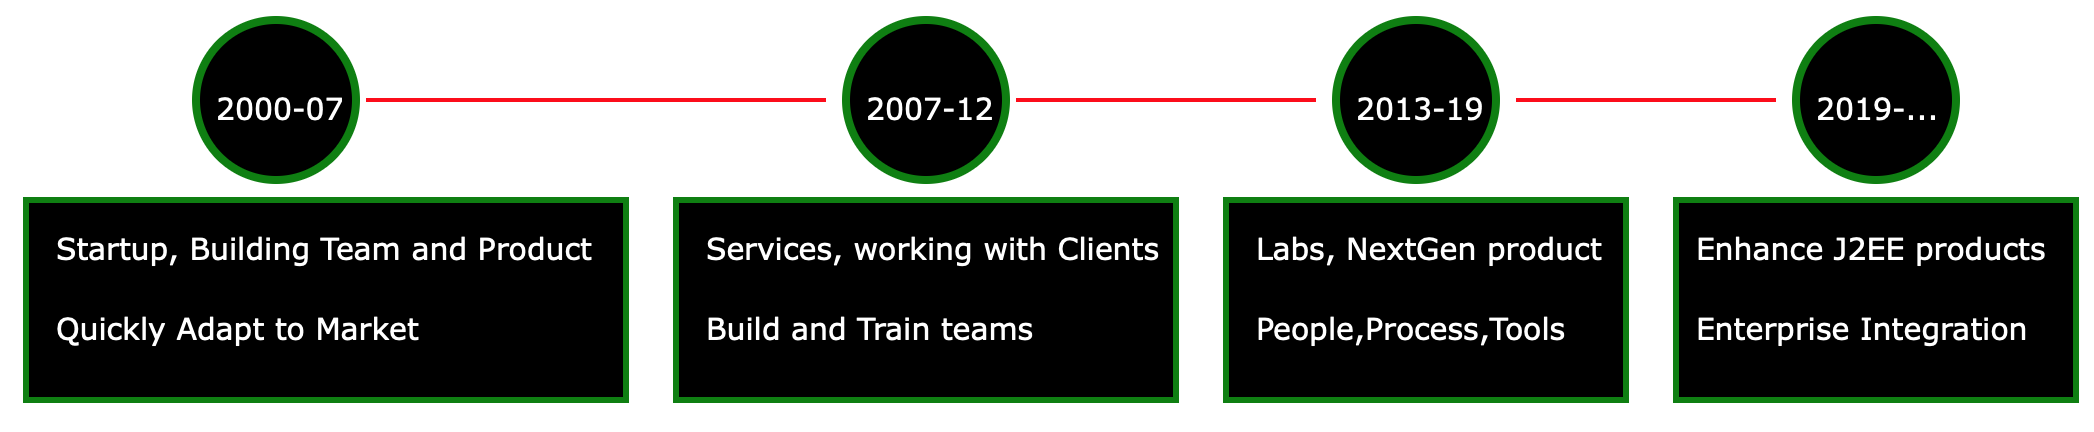 2000-07
2007-12
2013-19
2019-...
Startup, Building Team and Product
Quickly Adapt to Market
Services, working with Clients
Build and Train teams
Labs, NextGen product
People,Process,Tools
Enhance J2EE products
Enterprise Integration